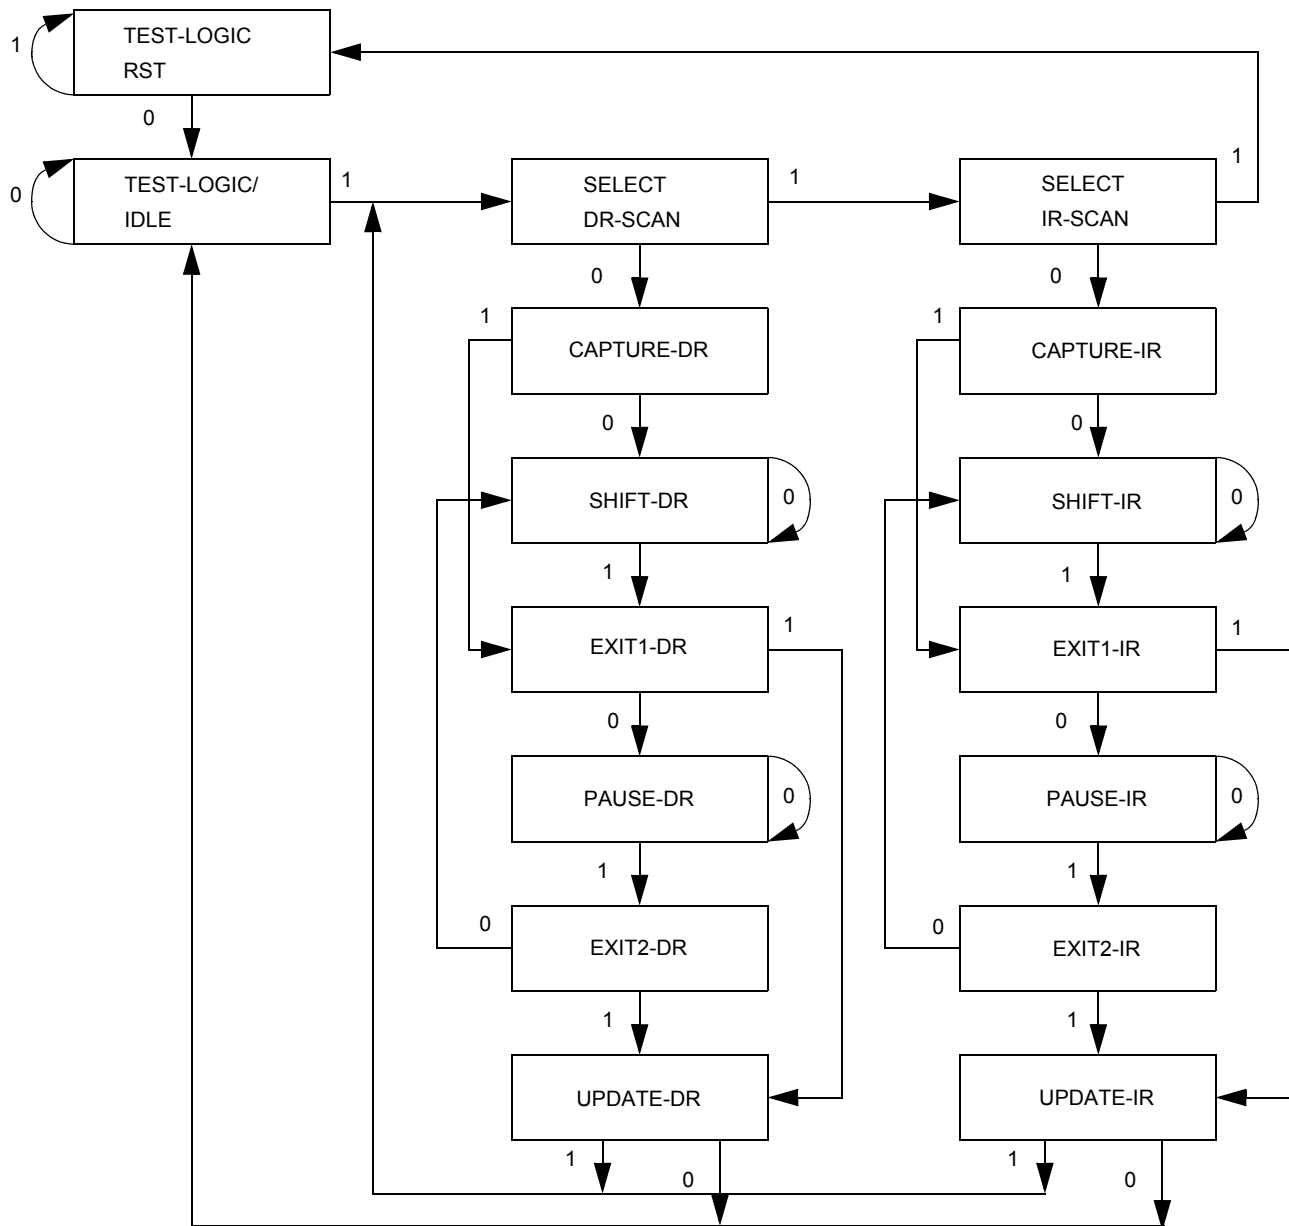 TEST-LOGIC
RST
1
0
TEST-LOGIC/
IDLE
0
1
SELECT
DR-SCAN
1
SELECT
IR-SCAN
1
0
0
1
CAPTURE-DR
1
CAPTURE-IR
0
0
SHIFT-DR
0
SHIFT-IR
0
1
1
EXIT1-DR
1
EXIT1-IR
1
0
0
PAUSE-DR
0
PAUSE-IR
0
1
1
0
EXIT2-DR
0
EXIT2-IR
1
1
UPDATE-DR
UPDATE-IR
1
0
1
0